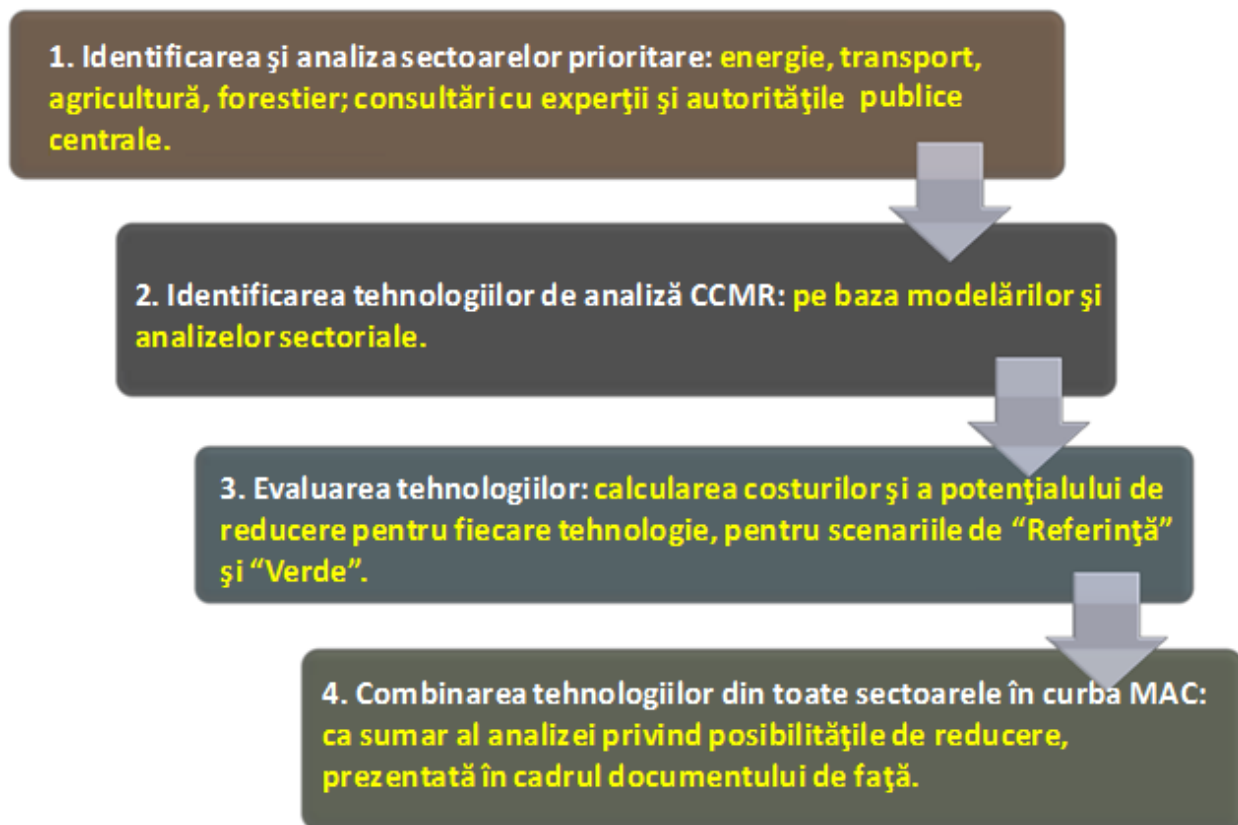 1. Identificarea şi analiza sectoarelor prioritare: energie, transport,
agricultură, forestier; consultări cu experţii şi autorităţile publice
centrale.
2. Identificarea tehnologiilor de analiză CCMR: pe baza modelărilor şi
analizelor sectoriale.
3. Evaluarea tehnologiilor: calcularea costurilor şi a potenţialului de
reducere pentru fiecare tehnologie, pentru scenariile de “Referinţă”
şi “Verde”.
4. Combinarea tehnologiilor din toate sectoarele în curba MAC:
ca sumar al analizei privind posibilităţile de reducere,
prezentată în cadrul documentului de faţă.